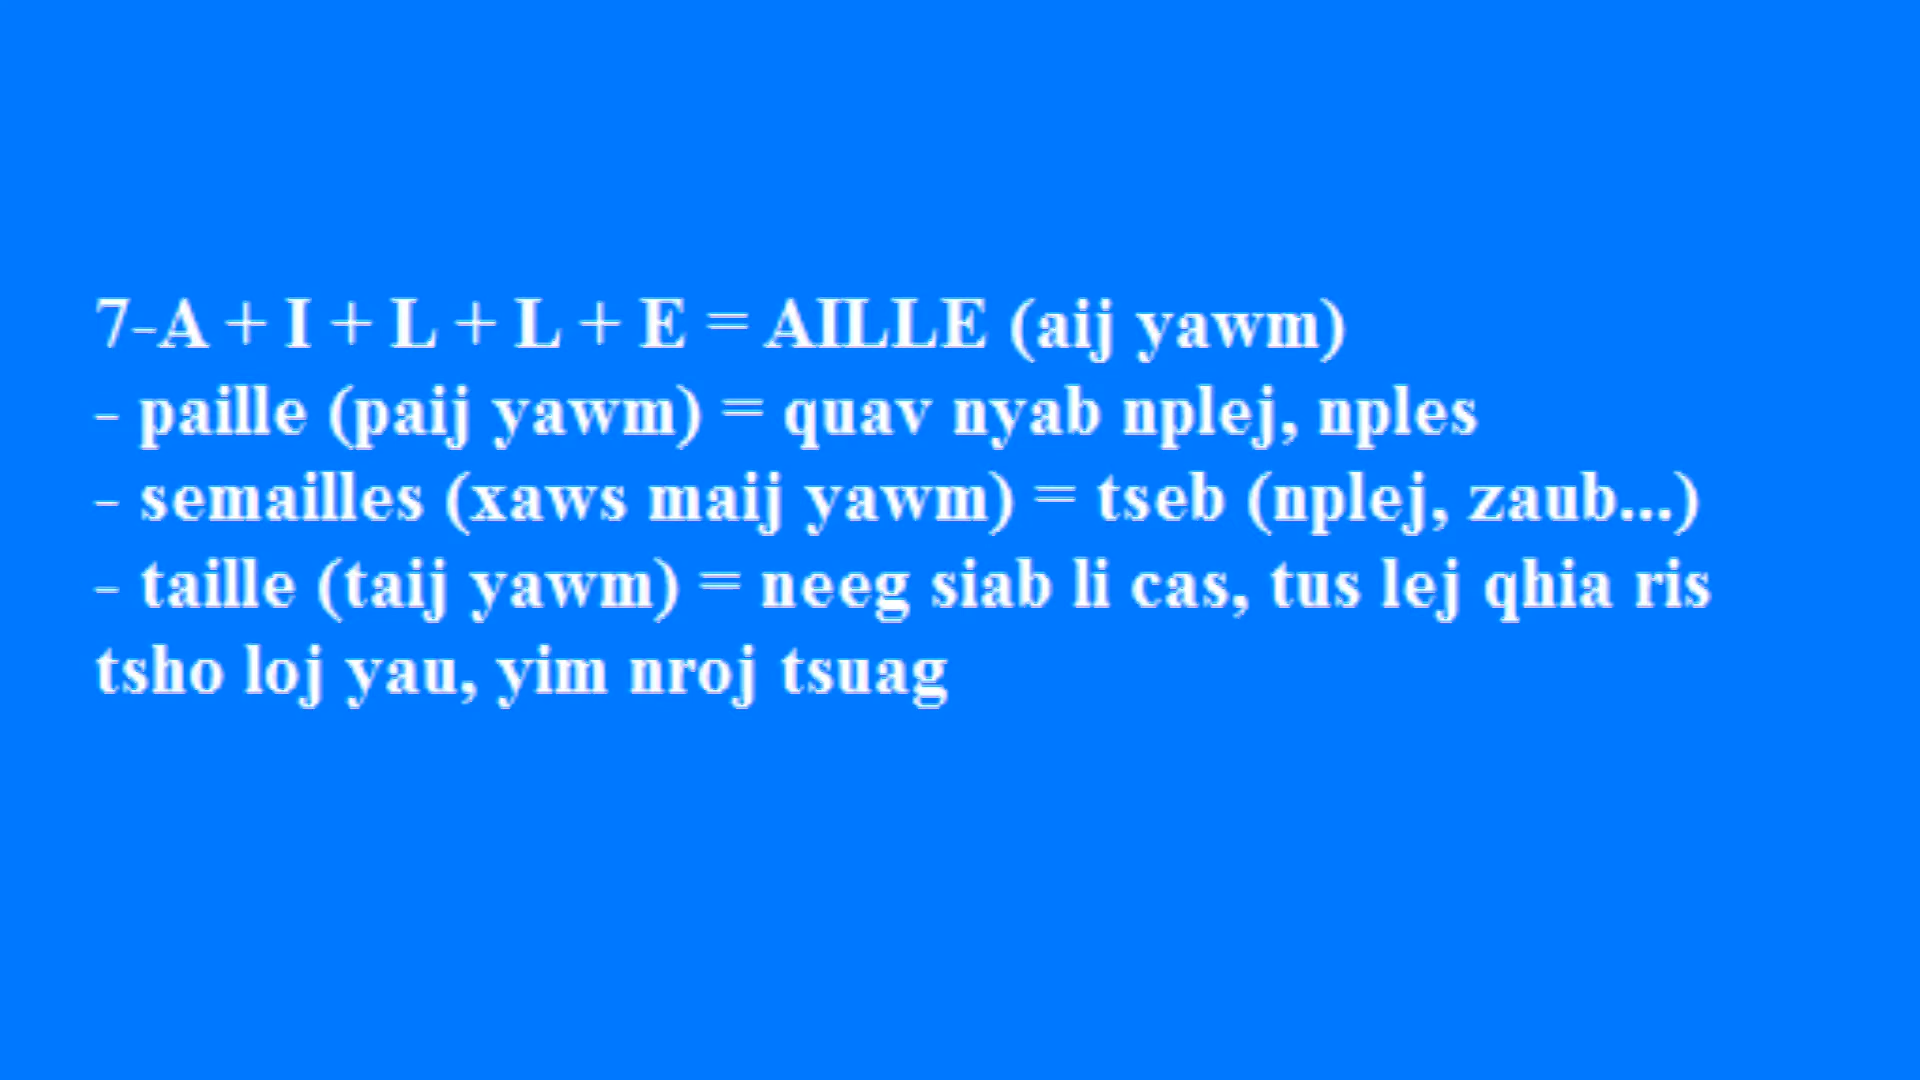 7-A + I + L + L + E = AILLE (aij yawm)
- paille (paij yawm) = quav nyab nplej, nples
- semailles (xaws maij yawm) = tseb (nplej, zaub...)
- taille (taij yawm) = neeg siab li cas, tus lej qhia ris
tsho loj yau, yim nroj tsuag